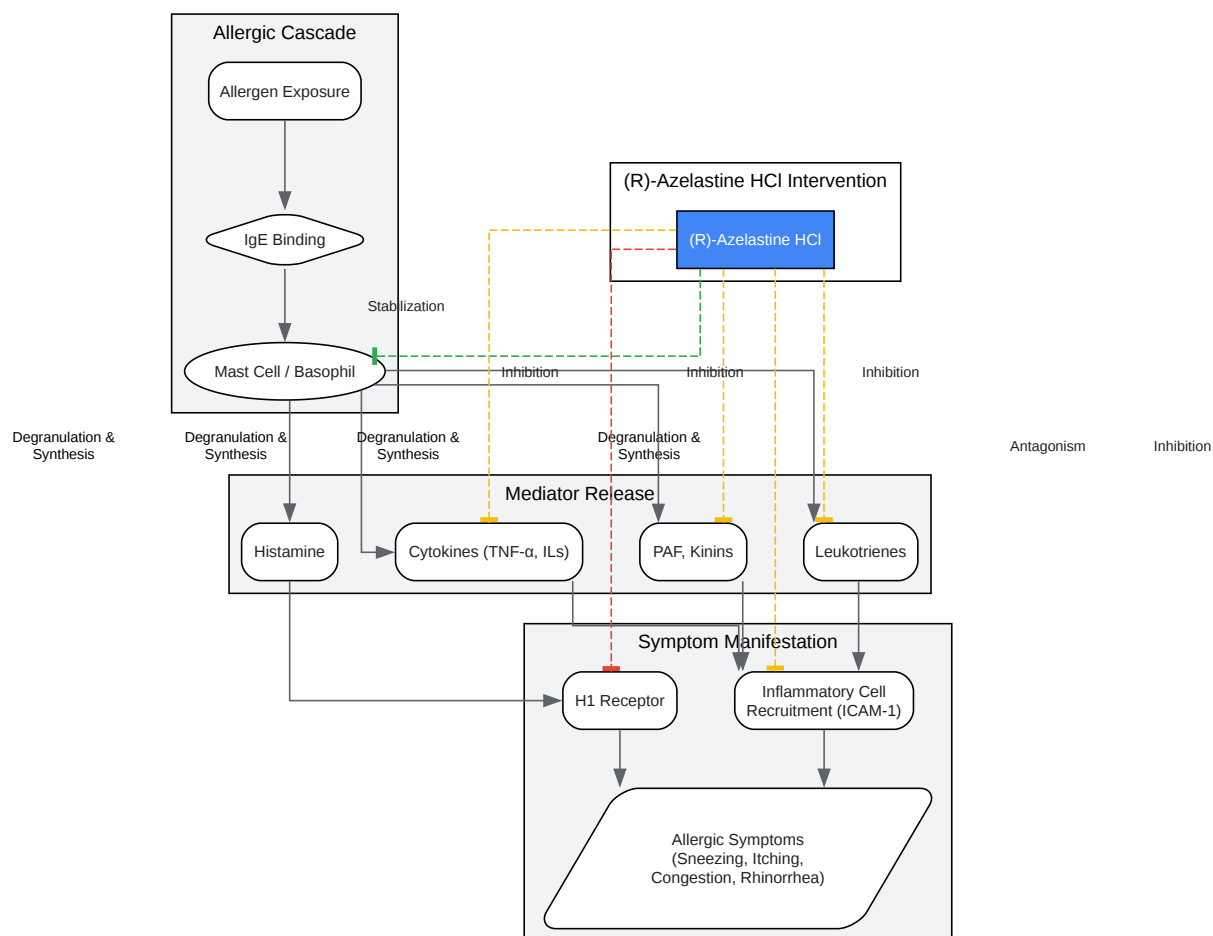 Allergic Cascade
Allergen Exposure
(R)-Azelastine HCl Intervention
(R)-Azelastine HCl
IgE Binding
Stabilization
Mast Cell / Basophil
Inhibition
Inhibition
Inhibition
Degranulation &
Synthesis
Degranulation &
Synthesis
Degranulation &
Synthesis
Degranulation &
Synthesis
Antagonism
Inhibition
Mediator Release
Histamine
Cytokines (TNF-α, ILs)
PAF, Kinins
Leukotrienes
Symptom Manifestation
H1 Receptor
Inflammatory Cell
Recruitment (ICAM-1)
Allergic Symptoms
(Sneezing, Itching,
Congestion, Rhinorrhea)